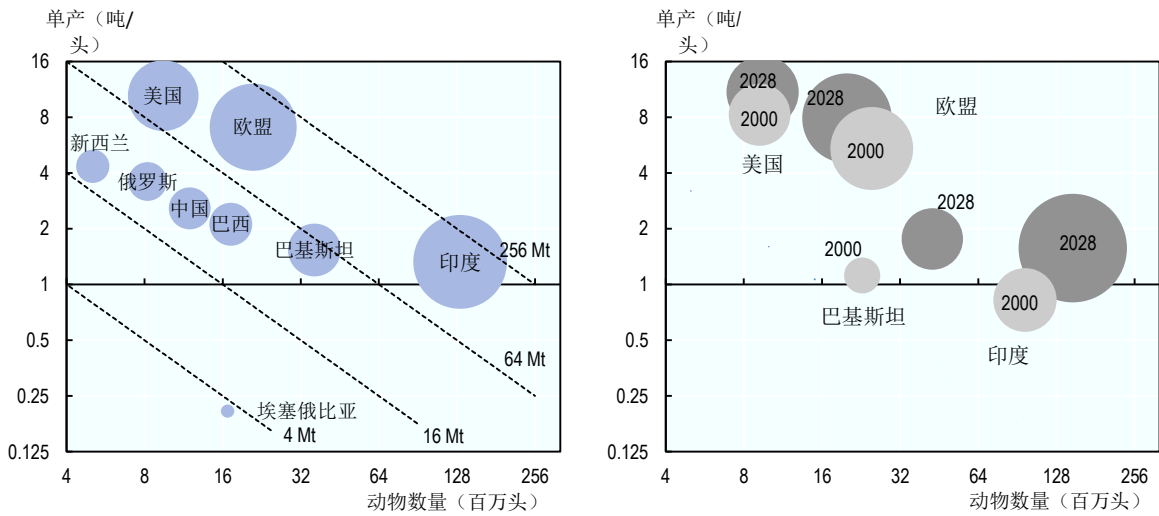 单产（吨/
头）
16
8
4
2
1
0.5
0.25
0.125
美国
欧盟
新西兰
俄罗斯
中国
巴西
巴基斯坦
印度
256 Mt
64 Mt
埃塞俄比亚
4 Mt
16 Mt
4 8 16 32 64 128 256
动物数量（百万头）
单产（吨/
头）
16
8
4
2
1
0.5
0.25
0.125
2028
2028
欧盟
2000
2000
美国
2028
2000
2028
2000
巴基斯坦
印度
4 8 16 32 64 128 256
动物数量（百万头）